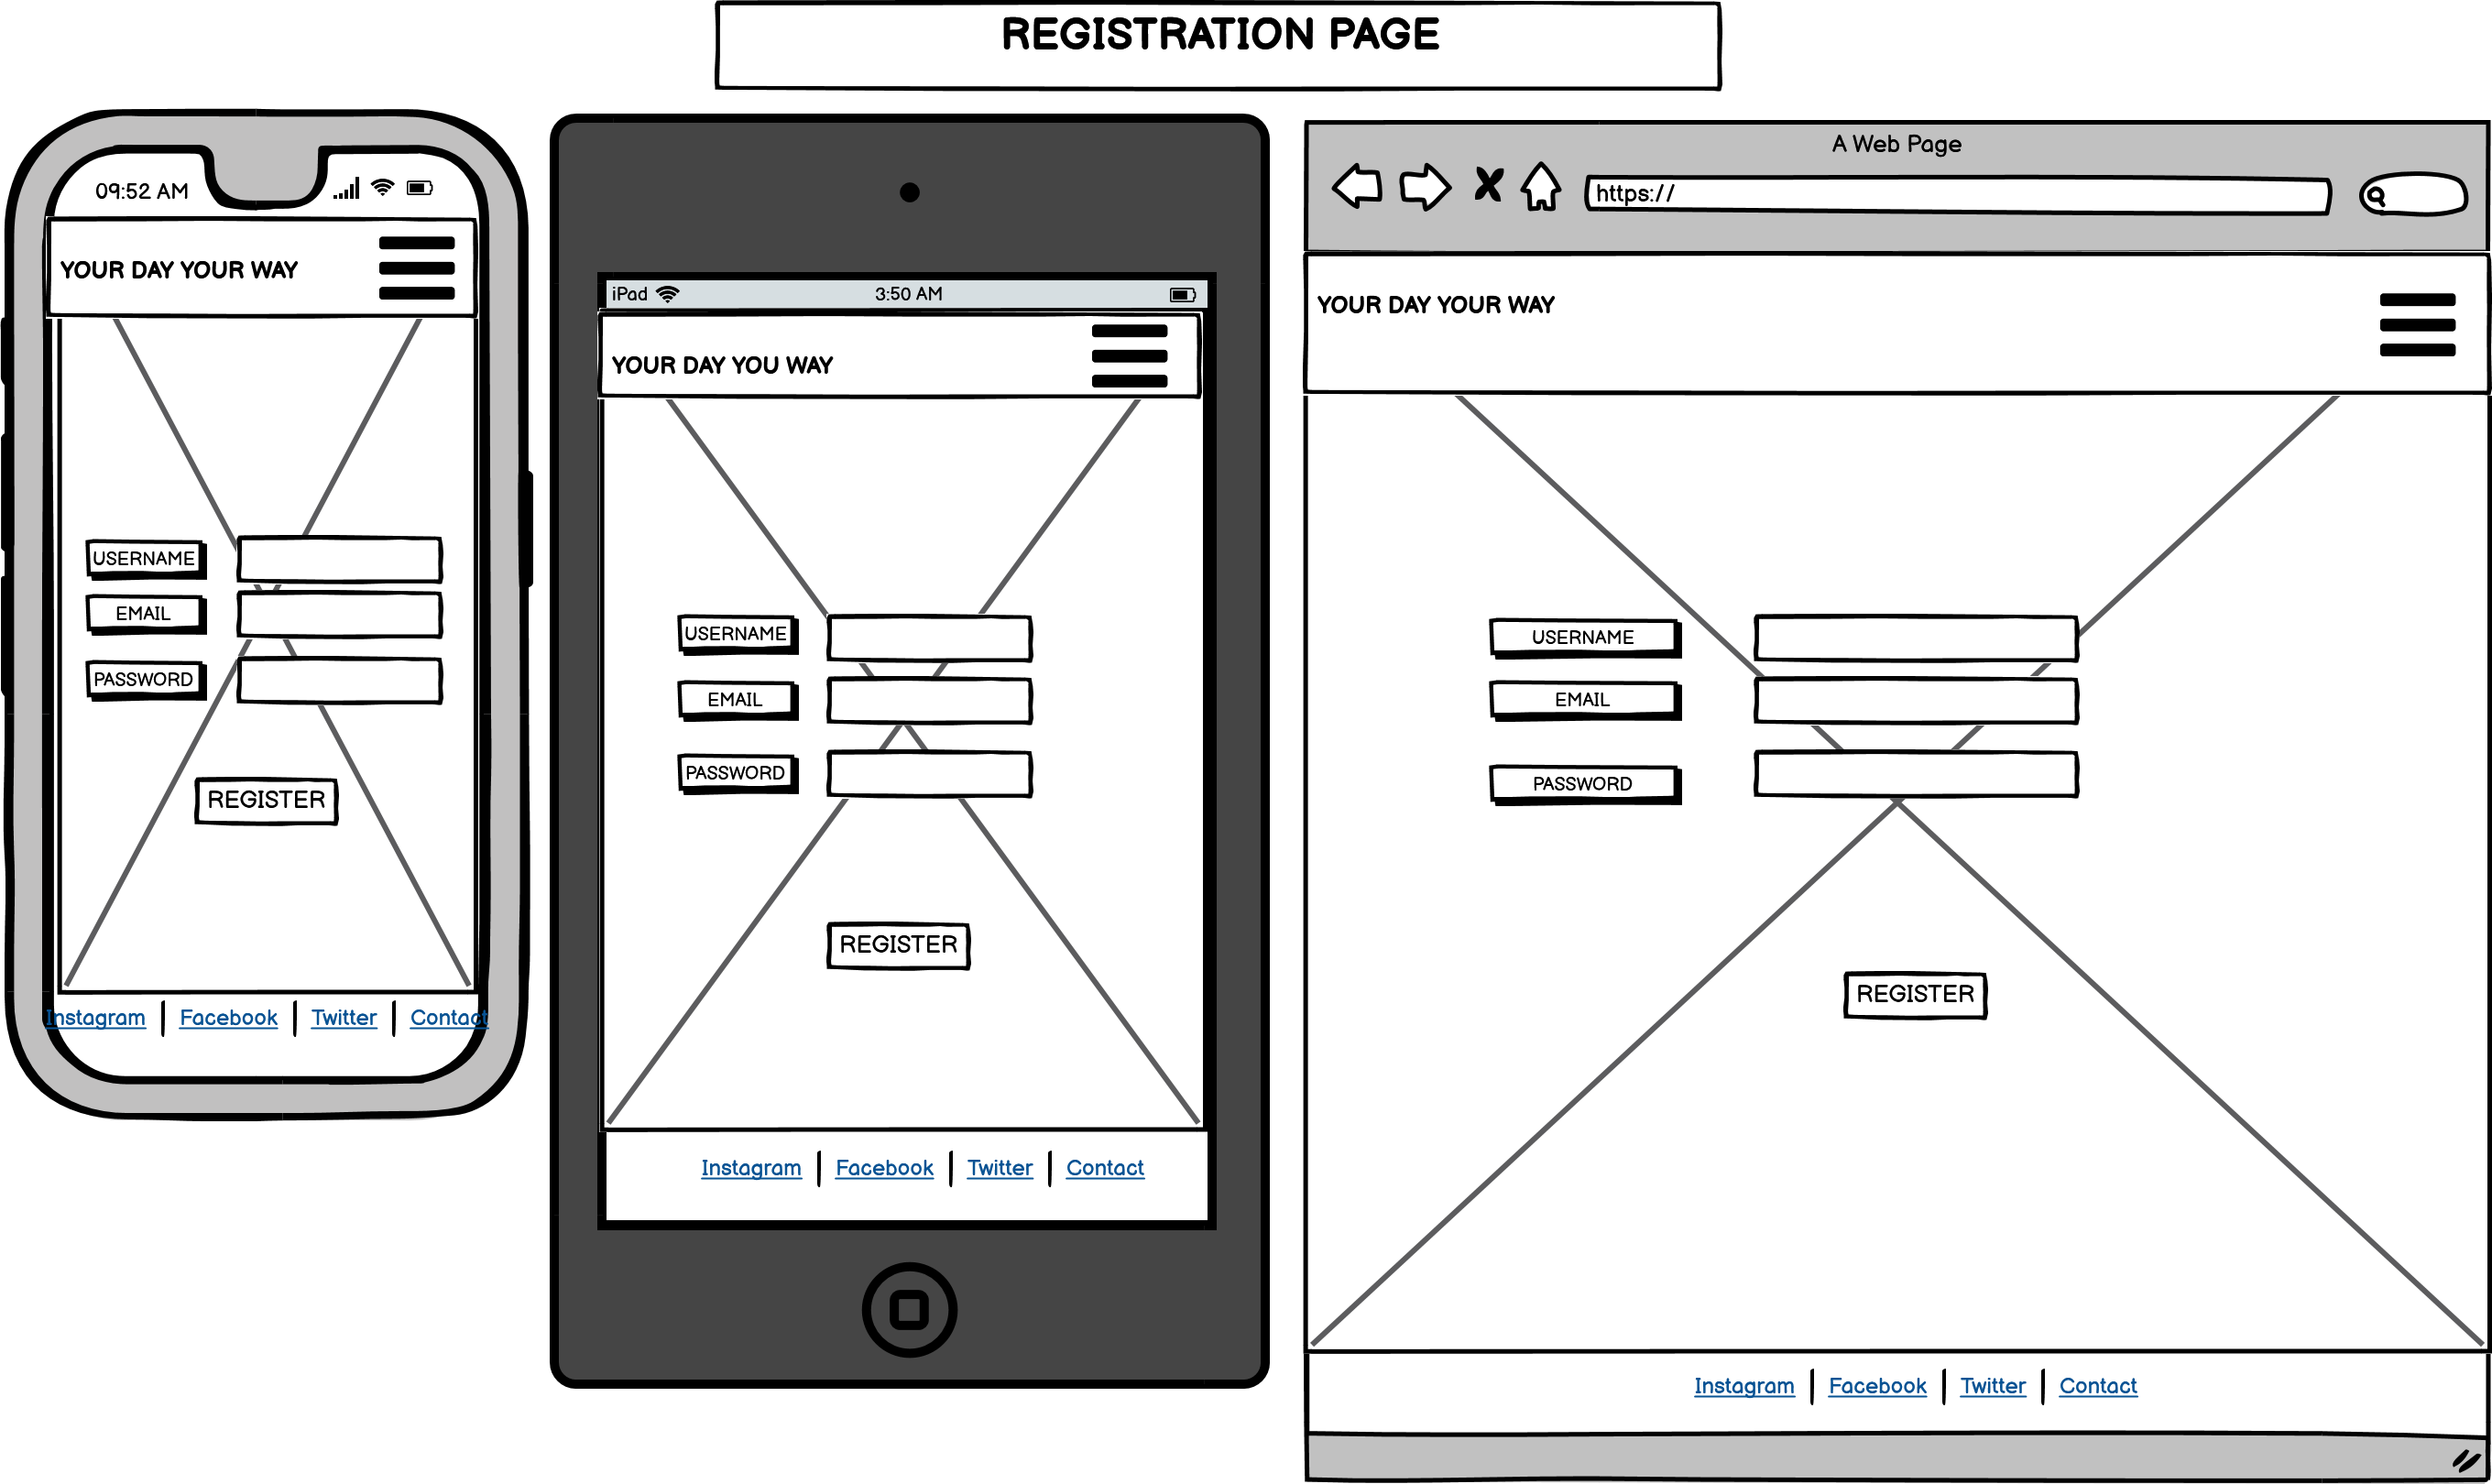 REGISTRATION PAGE
09:52 AM
YOUR DAY YOUR WAY
USERNAME
EMAIL
PASSWORD
REGISTER
Instagram | Facebook | Twitter | Contact
iPad 3:50 AM
YOUR DAY YOU WAY
USERNAME
EMAIL
PASSWORD
REGISTER
Instagram | Facebook | Twitter | Contact
A Web Page
https://
YOUR DAY YOUR WAY
USERNAME
EMAIL
PASSWORD
REGISTER
Instagram | Facebook | Twitter | Contact